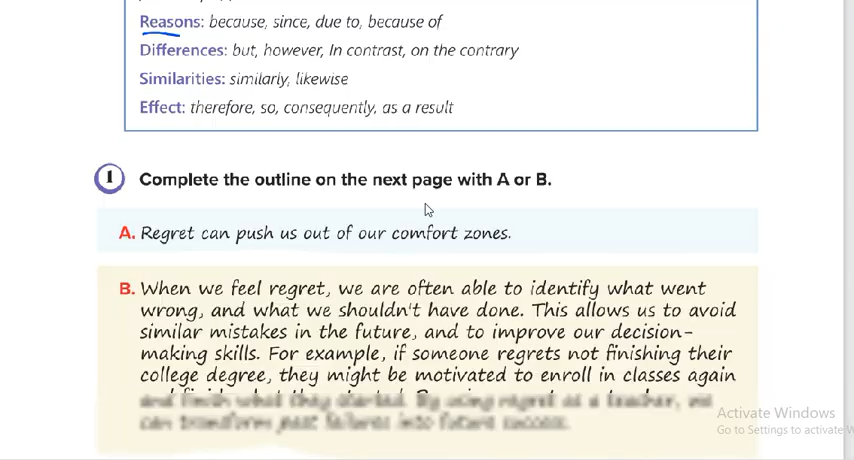 Reasons: because, since, due to, because of
Differences: but, however, In contrast, on the contrary
Similarities: similarly, likewise
Effect: therefore, so, consequently, as a result
1 Complete the outline on the next page with A or B.
A. Regret can push us out of our comfort zones.
B. When we feel regret, we are often able to identify what went
wrong, and what we shouldn't have done. This allows us to avoid
similar mistakes in the future, and to improve our decision-
making skills. For example, if someone regrets not finishing their
college degree, they might be motivated to enroll in classes again
Activate Windows
Go to Settings to activate